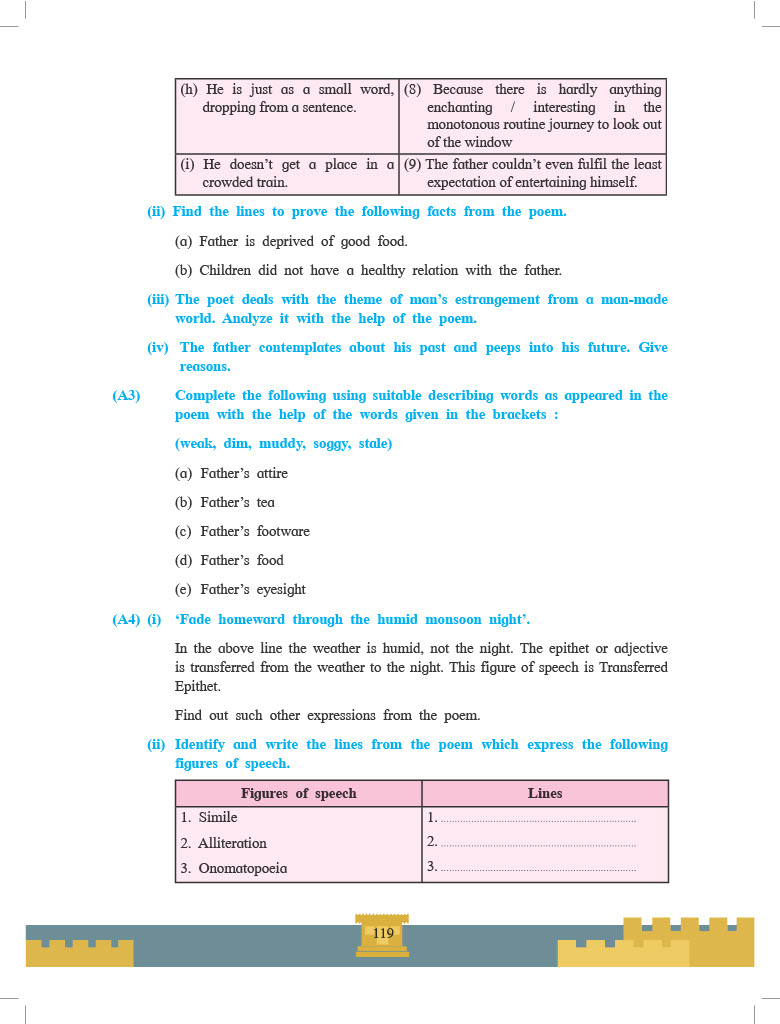 (h) He is just as a small word, dropping from a sentence.
(8) Because there is hardly anything enchanting / interesting in the monotonous routine journey to look out of the window
(i) He doesn't get a place in a crowded train.
(9) The father couldn't even fulfil the least expectation of entertaining himself.
(ii) Find the lines to prove the following facts from the poem.
(a) Father is deprived of good food.
(b) Children did not have a healthy relation with the father.
(iii) The poet deals with the theme of man's estrangement from a man-made
world. Analyze it with the help of the poem.
(iv) The father contemplates about his past and peeps into his future. Give
reasons.
(A3) Complete the following using suitable describing words as appeared in the
poem with the help of the words given in the brackets :
(weak, dim, muddy, soggy, stale)
(a) Father's attire
(b) Father's tea
(c) Father's footware
(d) Father's food
(e) Father's eyesight
(A4) (i) 'Fade homeward through the humid monsoon night'.
In the above line the weather is humid, not the night. The epithet or adjective
is transferred from the weather to the night. This figure of speech is Transferred
Epithet.
Find out such other expressions from the poem.
(ii) Identify and write the lines from the poem which express the following
figures of speech.
Figures of speech Lines
1. Simile 1. ................................................................
2. Alliteration 2. ................................................................
3. Onomatopoeia 3. ................................................................
119